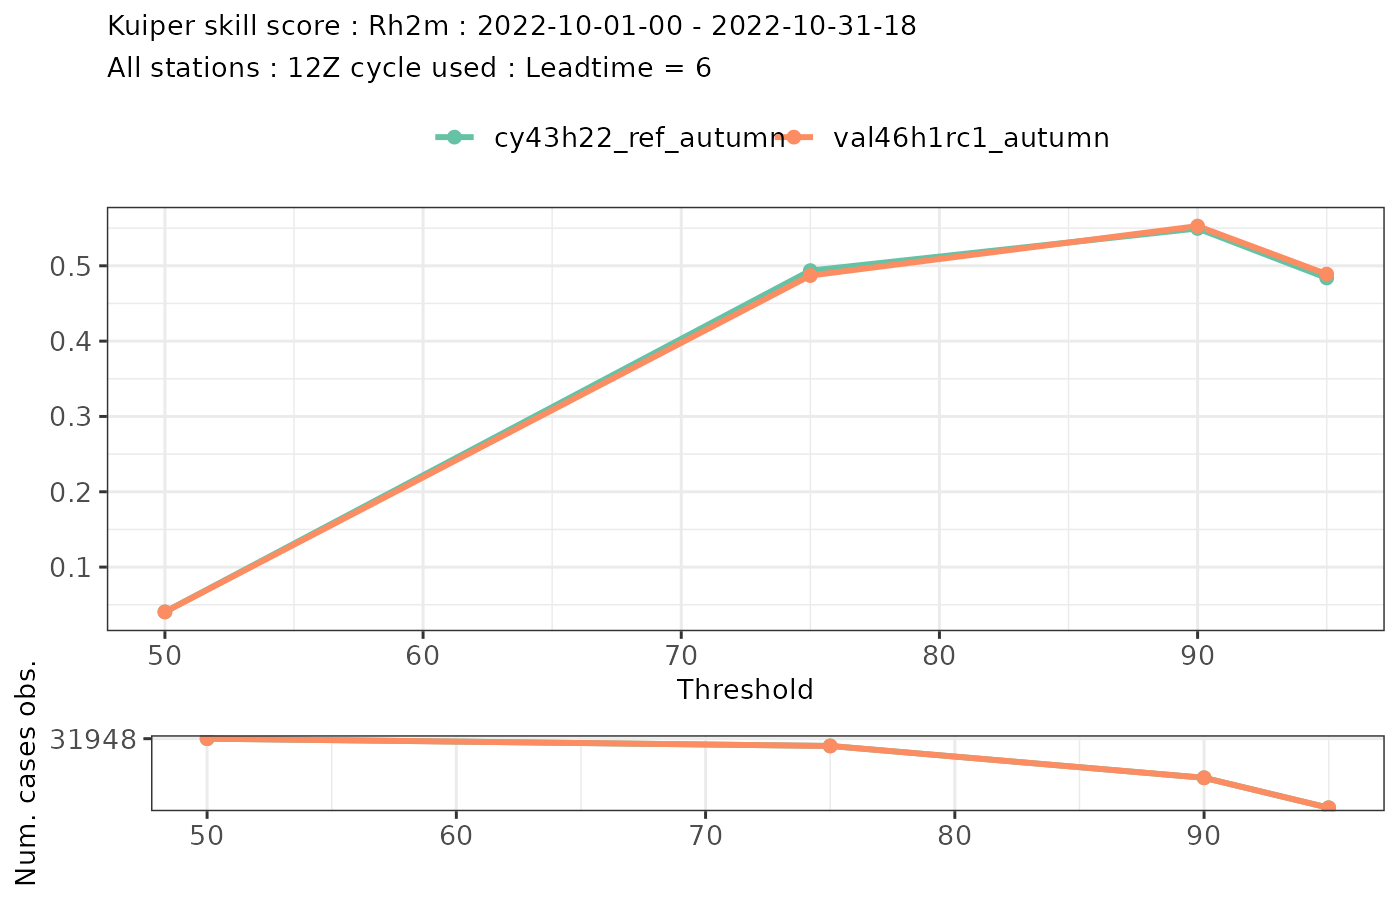 Kuiper skill score : Rh2m : 2022-10-01-00 - 2022-10-31-18
All stations : 12Z cycle used : Leadtime = 6
cy43h22_ref_autumn val46h1rc1_autumn
0.5
0.4
0.3
0.2
0.1
50 60 70 80 90
Threshold
Num. cases obs.
31948
50 60 70 80 90